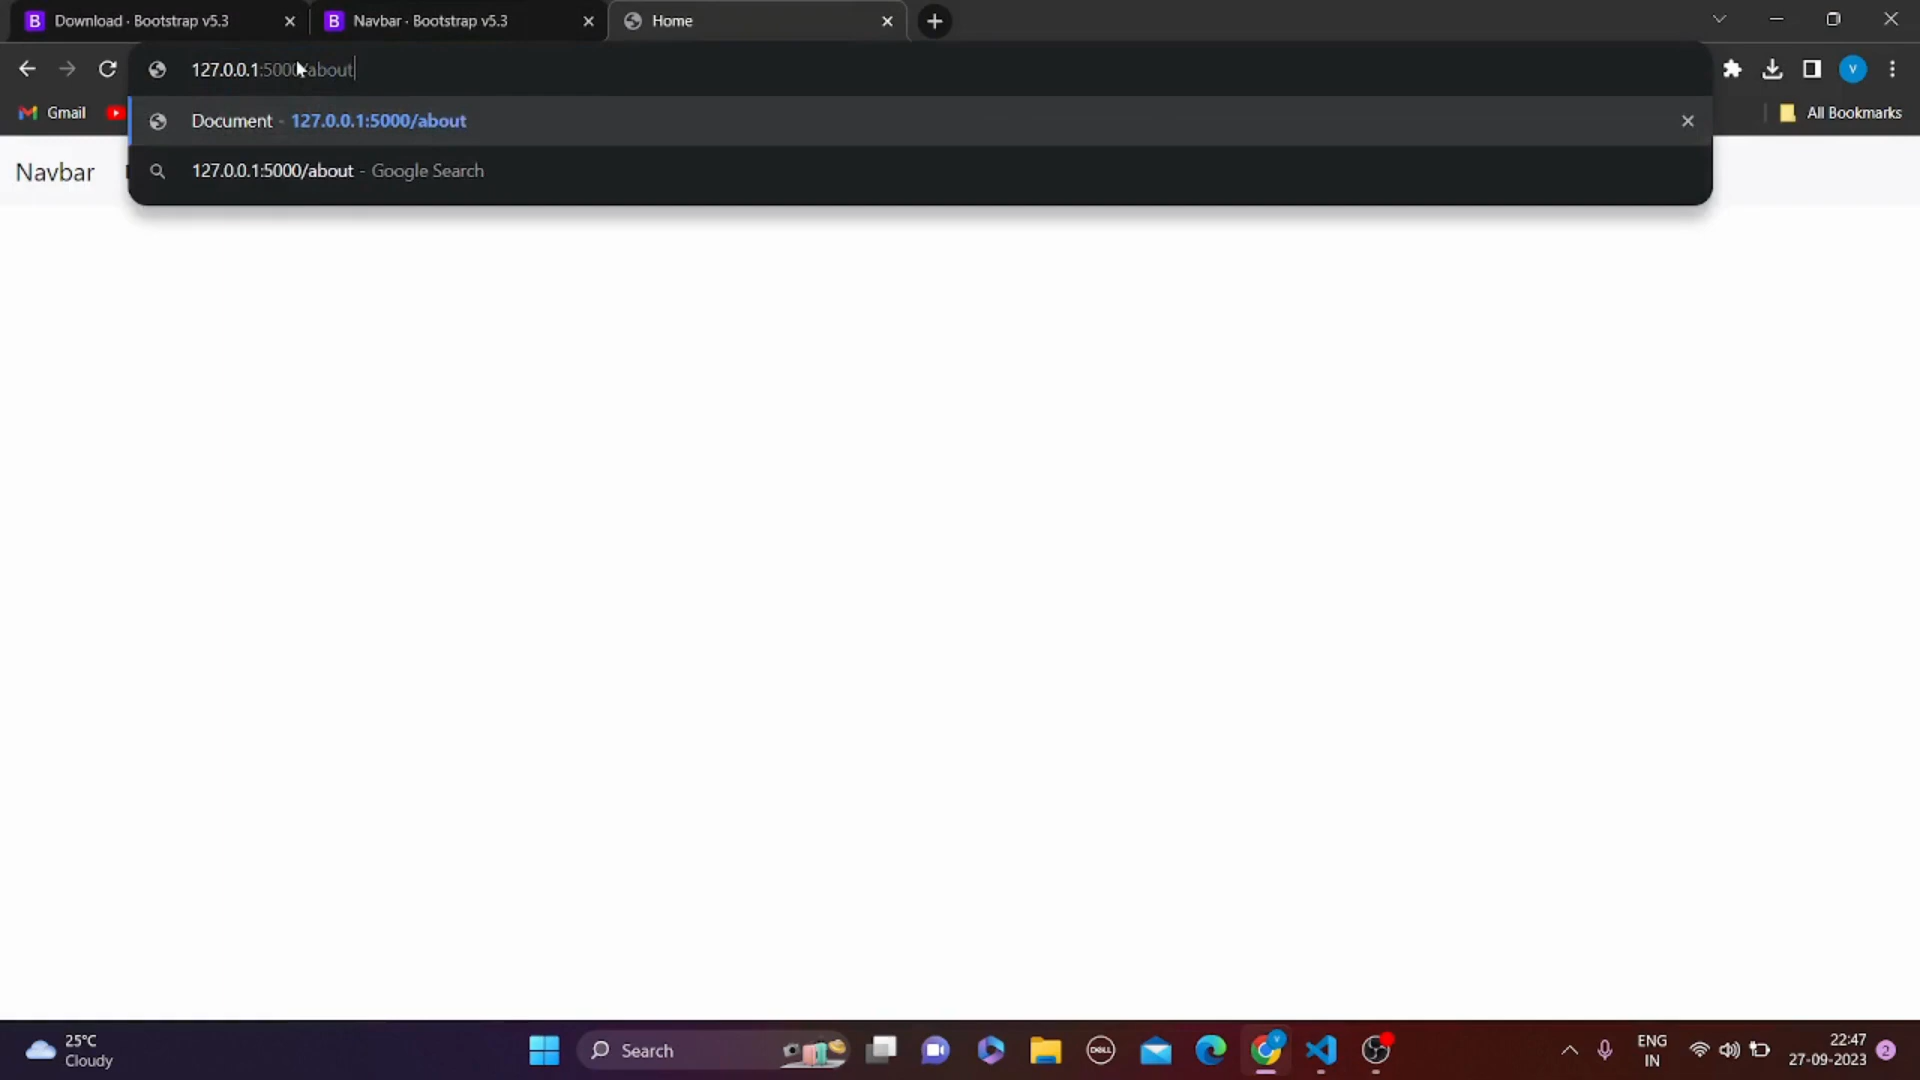 Download · Bootstrap v5.3
Navbar · Bootstrap v5.3
Home
127.0.0.1:5000/about
Gmail
Document - 127.0.0.1:5000/about
All Bookmarks
127.0.0.1:5000/about - Google Search
Navbar
25°C
Cloudy
Search
DELL
ENG
IN
22:47
27-09-2023
2